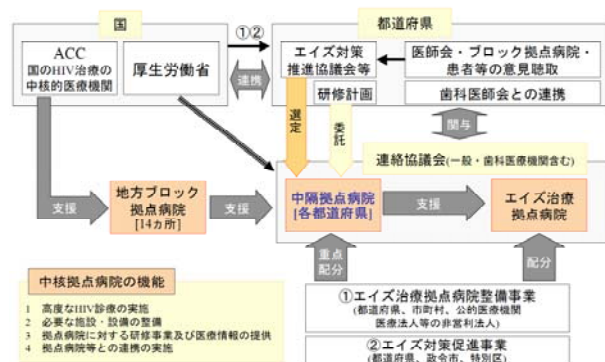 国
都道府県
①②
ACC
国のHIV治療の
中核的医療機関
厚生労働省
連携
エイズ対策
推進協議会等
医師会・ブロック拠点病院・
患者等の意見聴取
研修計画
歯科医師会との連携
選定
委託
関与
連絡協議会(一般・歯科医療機関含む)
支援
地方ブロック
拠点病院
[14カ所]
支援
中隔拠点病院
[各都道府県]
支援
エイズ治療
拠点病院
重点
配分
配分
中核拠点病院の機能
1 高度なHIV診療の実施
2 必要な施設・設備の整備
3 拠点病院に対する研修事業及び医療情報の提供
4 拠点病院等との連携の実施
①エイズ治療拠点病院整備事業
(都道府県、市町村、公的医療機関
医療法人等の非営利法人)
②エイズ対策促進事業
(都道府県、政令市、特別区)